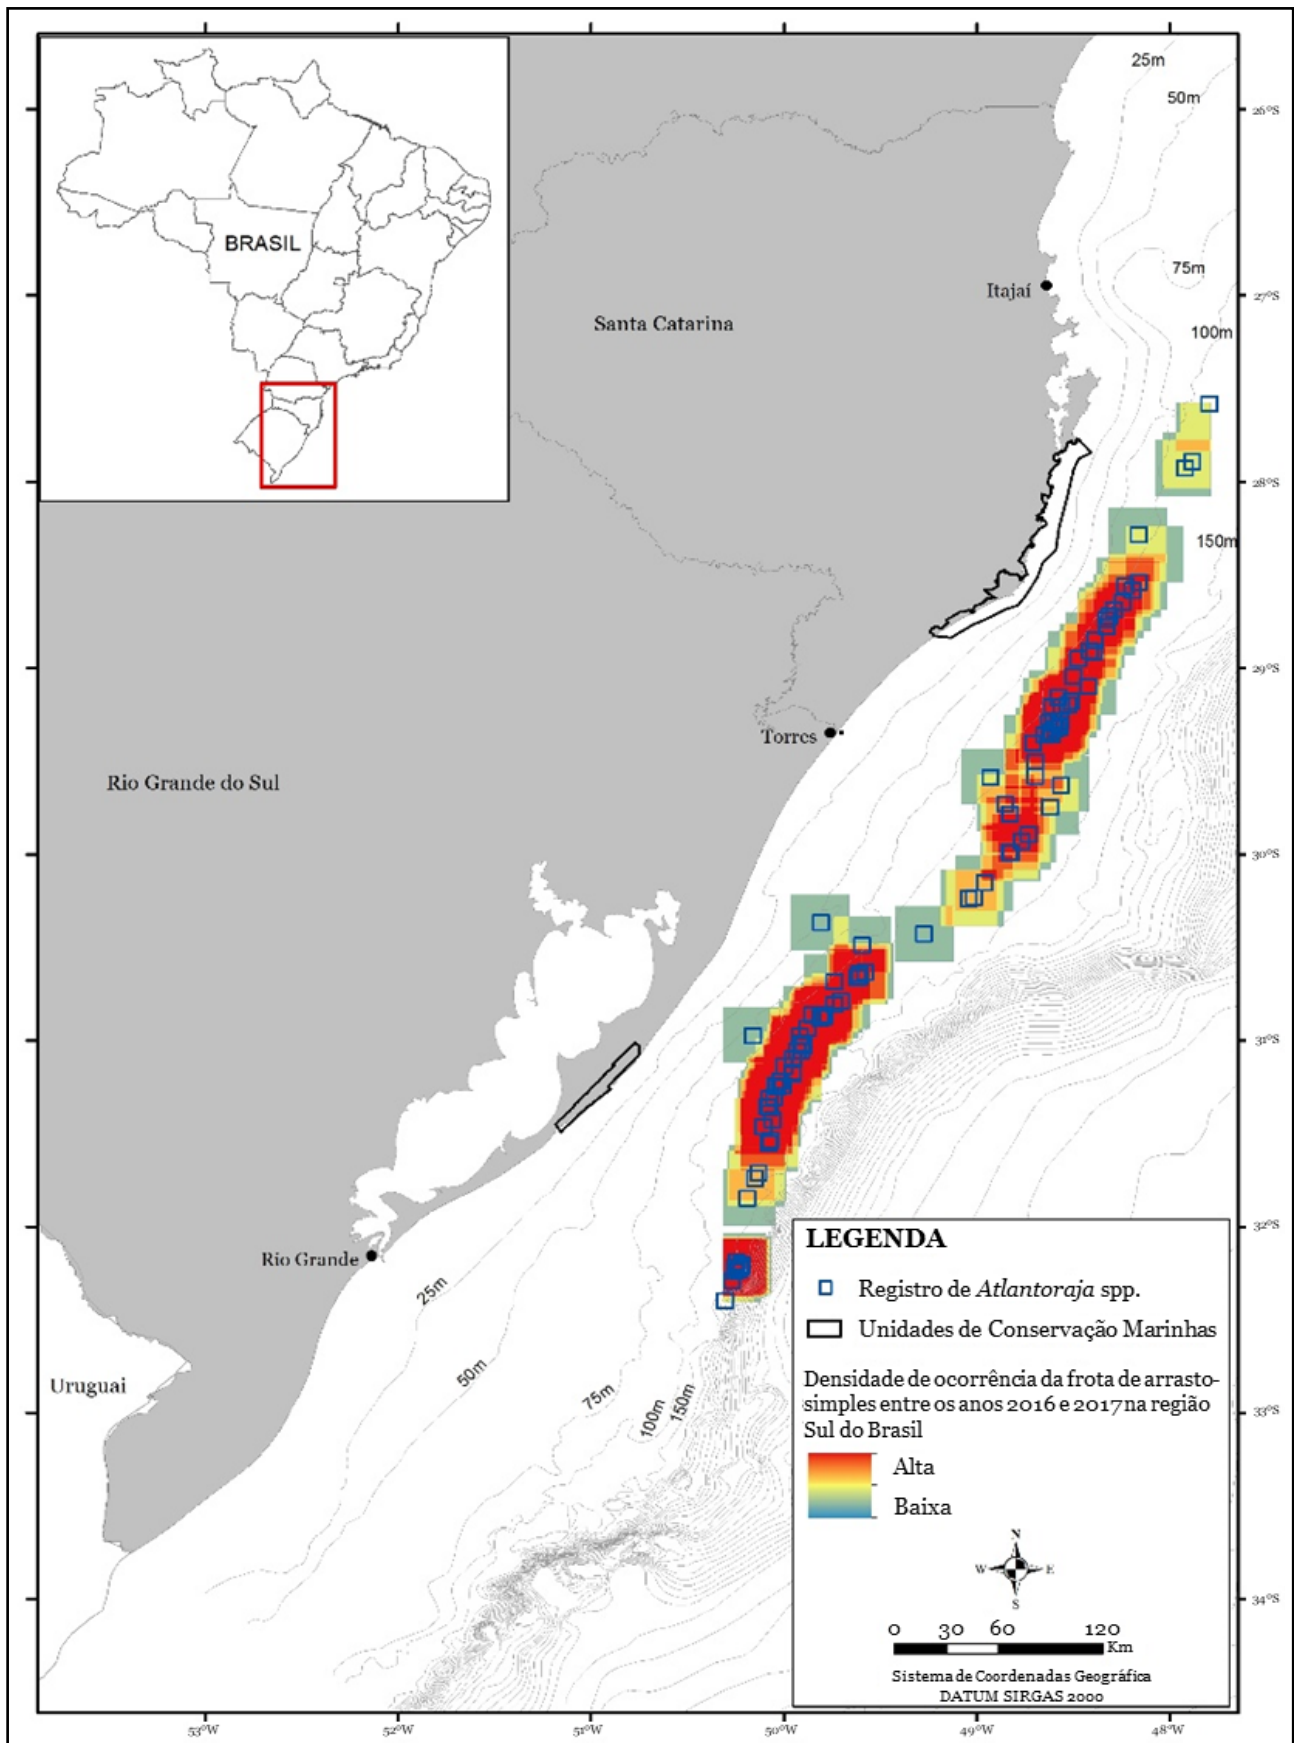 25m
50m
26°S
BRASIL
75m
27°S
Itajaí
Santa Catarina
100m
28°S
150m
29°S
Torres
Rio Grande do Sul
30°S
31°S
32°S
Rio Grande
25m
50m
75m
100m
150m
Uruguai
33°S
34°S
LEGENDA
Registro de Atlantoraja spp.
Unidades de Conservação Marinhas
Densidade de ocorrência da frota de arrasto-
simples entre os anos 2016 e 2017 na região
Sul do Brasil
Alta
Baixa
N
W E
S
0 30 60 120
Km
Sistema de Coordenadas Geográfica
DATUM SIRGAS 2000
53°W 52°W 51°W 50°W 49°W 48°W